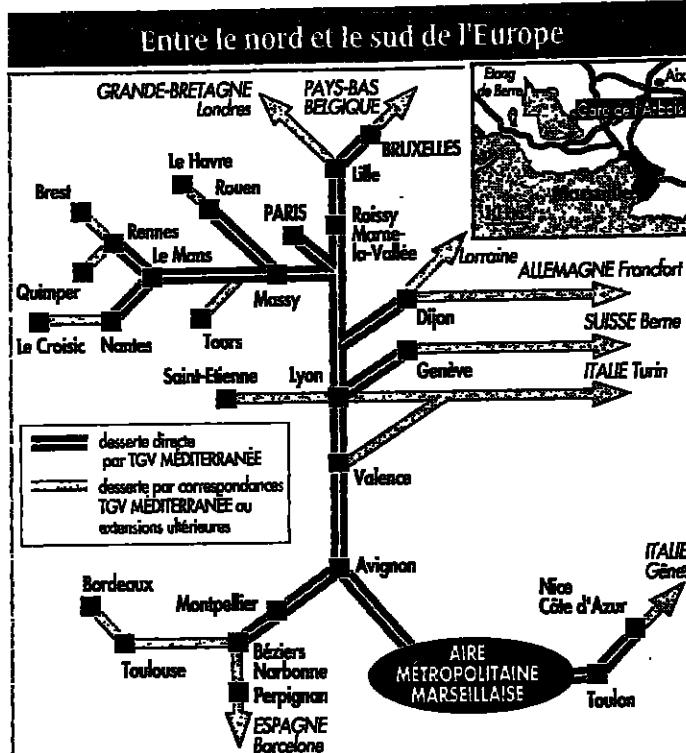 Entre le nord et le sud de l'Europe
GRANDE-BRETAGNE
Londres
PAYS-BAS
BELGIQUE
Etang
de Berre
Aix
BRUXELLES
Lille
Le Havre
Rouen
Brest
Rennes
Le Mans
PARIS
Roissy
Marne-
la-Vallée
Lorraine
Quimper
Massy
ALLEMAGNE Francfort
Dijon
Le Croisic
Nantes
Tours
SUISSE Berne
Saint-Etienne
Lyon
Genève
ITALIE Turin
desserte directe
par TGV MÉDITERRANÉE
desserte par correspondances
TGV MÉDITERRANÉE ou
extensions ultérieures
Valence
Avignon
ITALIE
Gênes
Bordeaux
Montpellier
Nice
Côte d'Azur
Toulouse
Béziers
Narbonne
Perpignan
AIRE
MÉTROPOLITAINE
MARSEILLAISE
Toulon
ESPAGNE
Barcelone